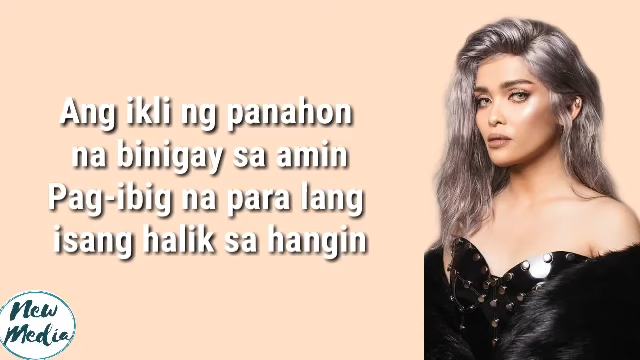 Ang ikli ng panahon
na binigay sa amin
Pag-ibig na para lang
isang halik sa hangin
New
Media